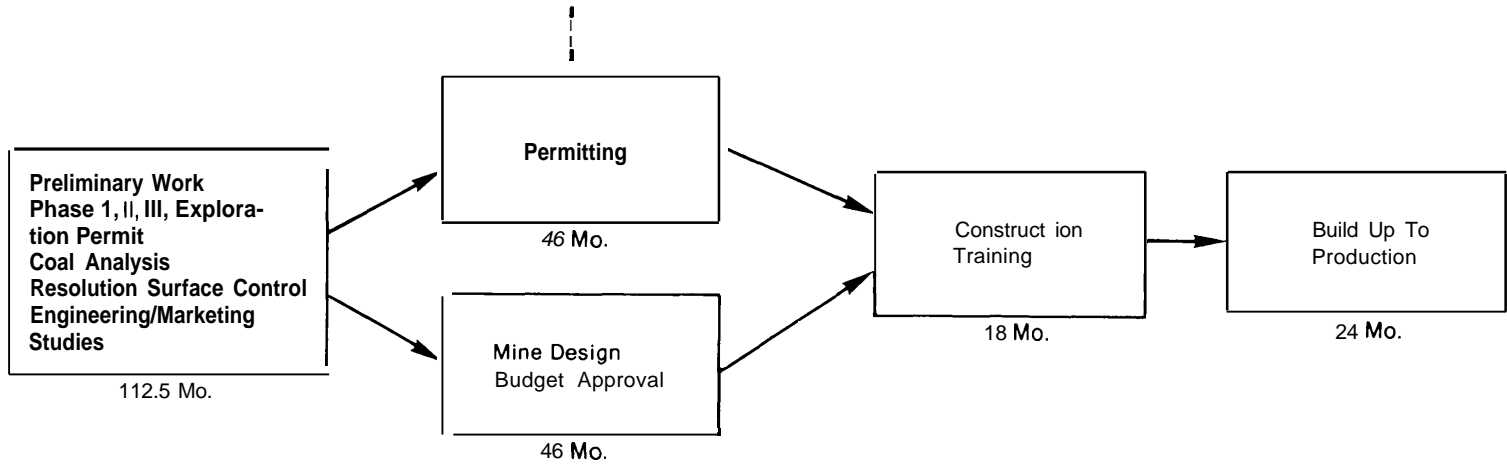 Preliminary Work
Phase 1, II, III, Explora-
tion Permit
Coal Analysis
Resolution Surface Control
Engineering/Marketing
Studies
112.5 Mo.
Permitting
46 Mo.
Mine Design
Budget Approval
46 Mo.
Construct ion
Training
18 Mo.
Build Up To
Production
24 Mo.